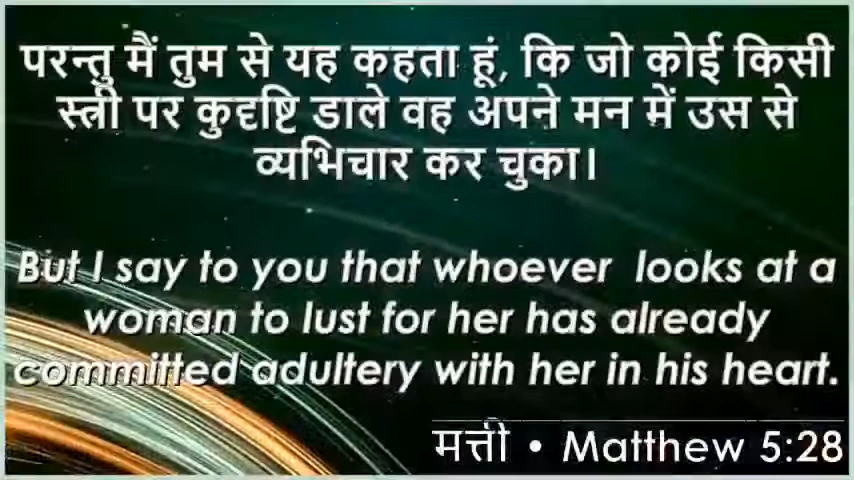 परन्तु मैं तुम से यह कहता हूं, कि जो कोई किसी
स्त्री पर कुदृष्टि डाले वह अपने मन में उस से
व्यभिचार कर चुका।
But I say to you that whoever looks at a
woman to lust for her has already
committed adultery with her in his heart.
मत्ती • Matthew 5:28